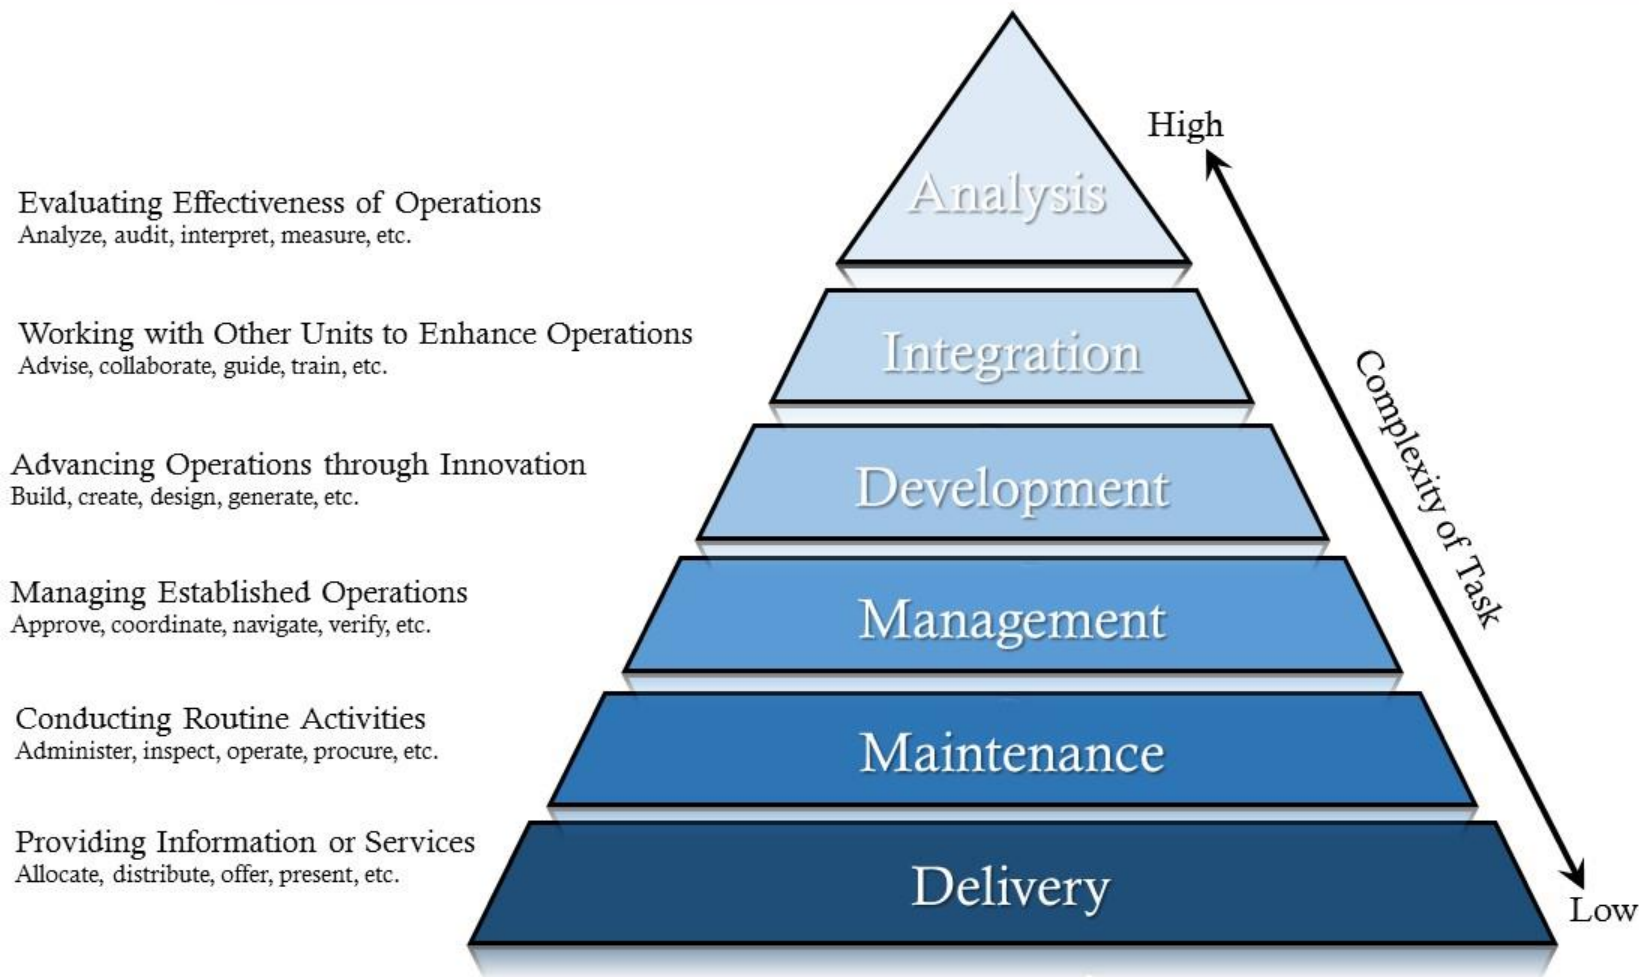 High
Analysis
Evaluating Effectiveness of Operations
Analyze, audit, interpret, measure, etc.
Integration
Working with Other Units to Enhance Operations
Advise, collaborate, guide, train, etc.
Complexity of Task
Development
Advancing Operations through Innovation
Build, create, design, generate, etc.
Management
Managing Established Operations
Approve, coordinate, navigate, verify, etc.
Maintenance
Conducting Routine Activities
Administer, inspect, operate, procure, etc.
Delivery
Providing Information or Services
Allocate, distribute, offer, present, etc.
Low